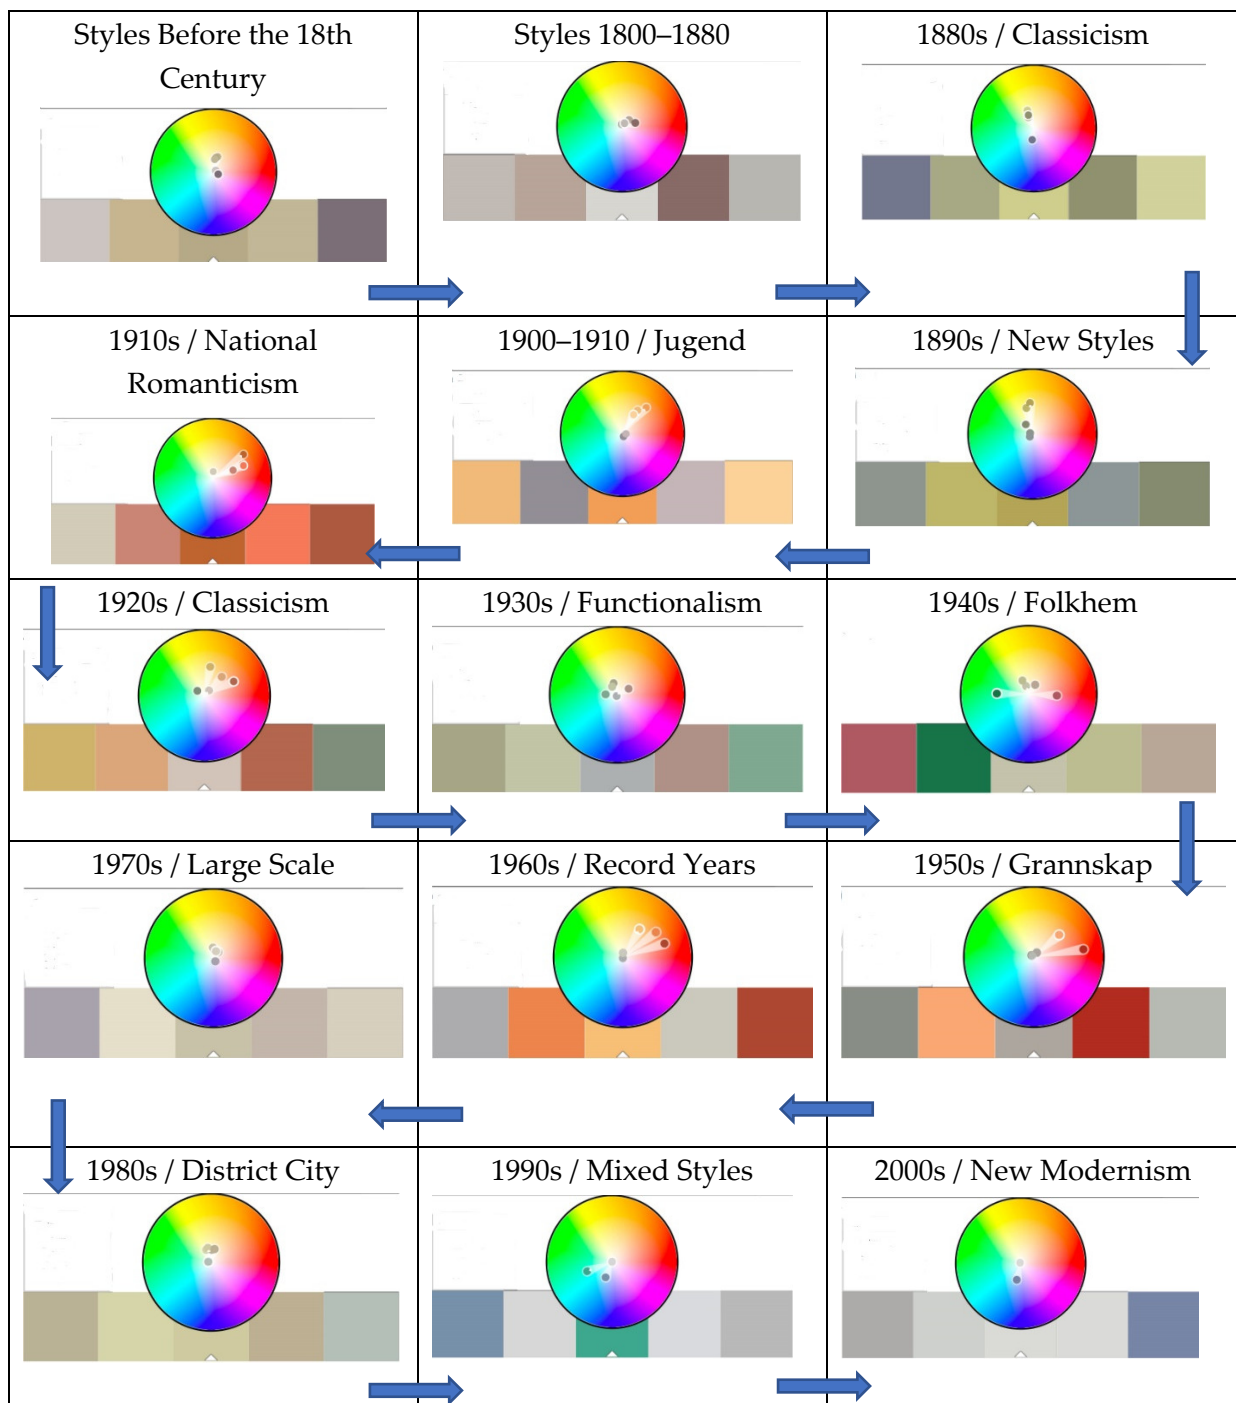 Styles Before the 18th
Century
Styles 1800–1880
1880s / Classicism
1910s / National
Romanticism
1900–1910 / Jugend
1890s / New Styles
1920s / Classicism
1930s / Functionalism
1940s / Folkhem
1970s / Large Scale
1960s / Record Years
1950s / Grannskap
1980s / District City
1990s / Mixed Styles
2000s / New Modernism